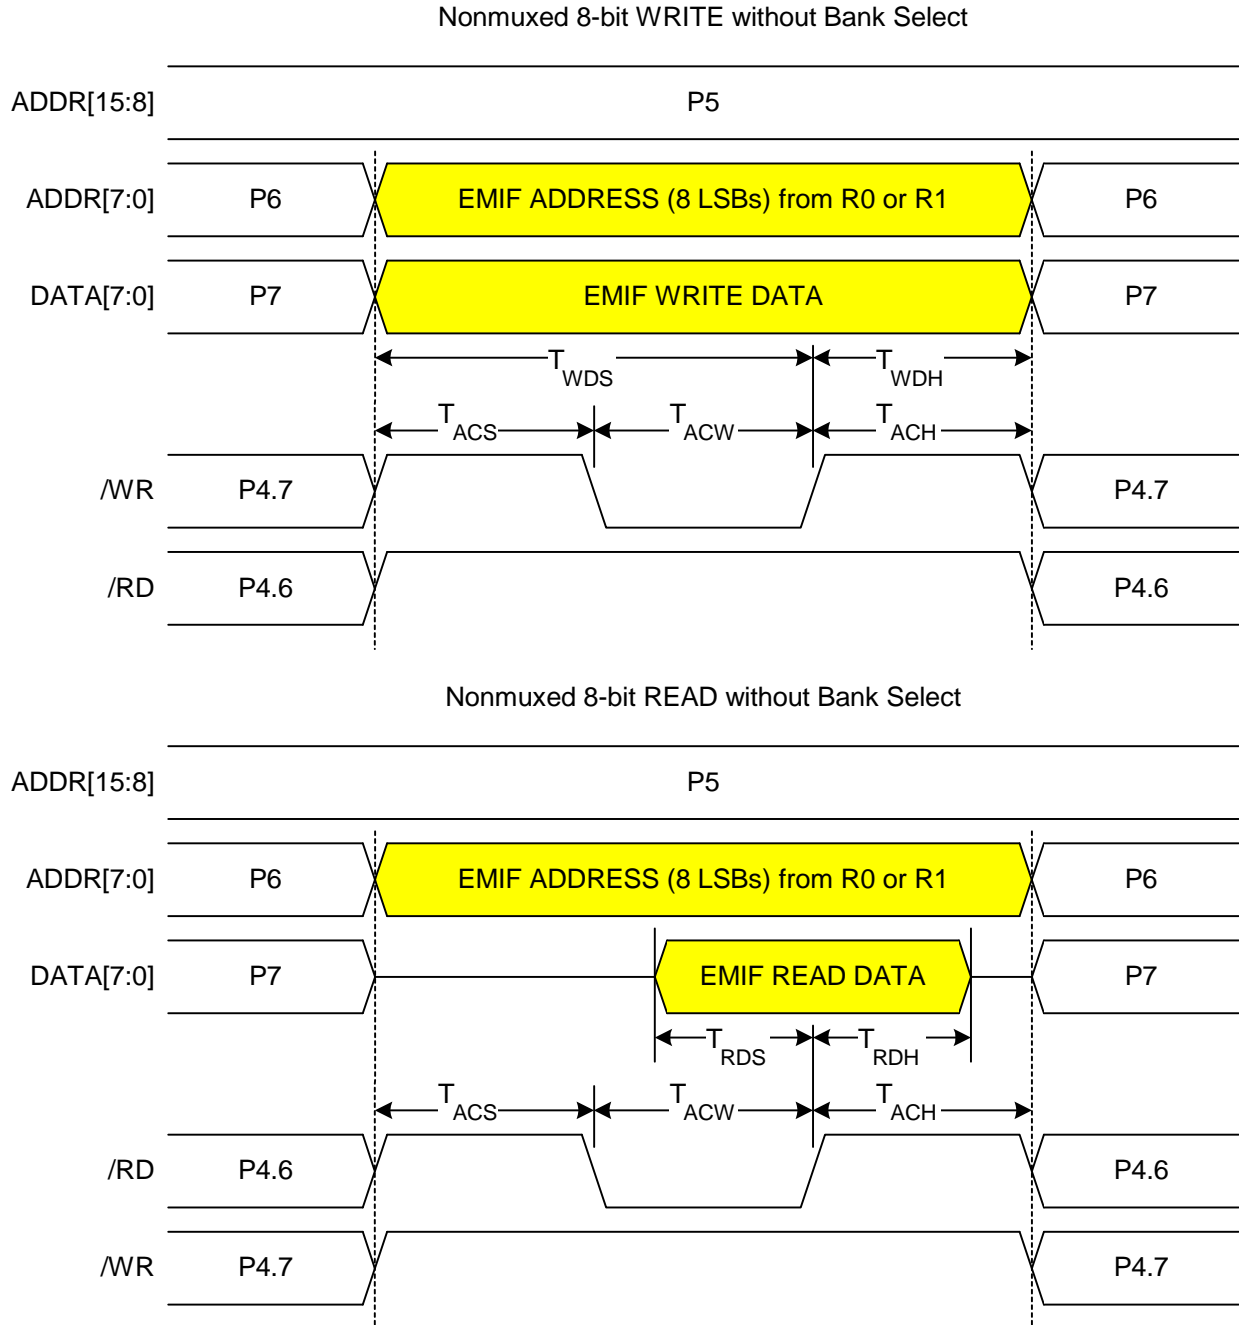 Nonmuxed 8-bit WRITE without Bank Select
ADDR[15:8] P5
ADDR[7:0] P6 EMIF ADDRESS (8 LSBs) from R0 or R1 P6
DATA[7:0] P7 EMIF WRITE DATA P7
TWDS TWDH
TACS TACW TACH
/WR P4.7 P4.7
/RD P4.6 P4.6
Nonmuxed 8-bit READ without Bank Select
ADDR[15:8] P5
ADDR[7:0] P6 EMIF ADDRESS (8 LSBs) from R0 or R1 P6
DATA[7:0] P7 EMIF READ DATA P7
TRDS TRDH
TACS TACW TACH
/RD P4.6 P4.6
/WR P4.7 P4.7